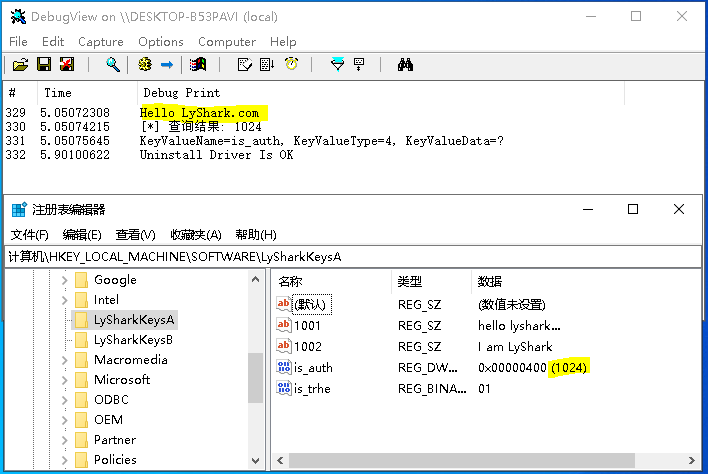 DebugView on \\DESKTOP-B53PAVI (local)
File Edit Capture Options Computer Help
# Time Debug Print
329 5.05072308 Hello LyShark.com
330 5.05074215 [*] 查询结果: 1024
331 5.05075645 KeyValueName=is_auth, KeyValueType=4, KeyValueData=?
332 5.90100622 Uninstall Driver Is OK
注册表编辑器
文件(F) 编辑(E) 查看(V) 收藏夹(A) 帮助(H)
计算机\HKEY_LOCAL_MACHINE\SOFTWARE\LySharkKeysA
Google
Intel
LySharkKeysA
LySharkKeysB
Macromedia
Microsoft
ODBC
OEM
Partner
Policies
名称 类型 数据
(默认) REG_SZ (数值未设置)
1001 REG_SZ hello lyshark...
1002 REG_SZ I am LyShark
is_auth REG_DW... 0x00000400 (1024)
is_trhe REG_BINA... 01